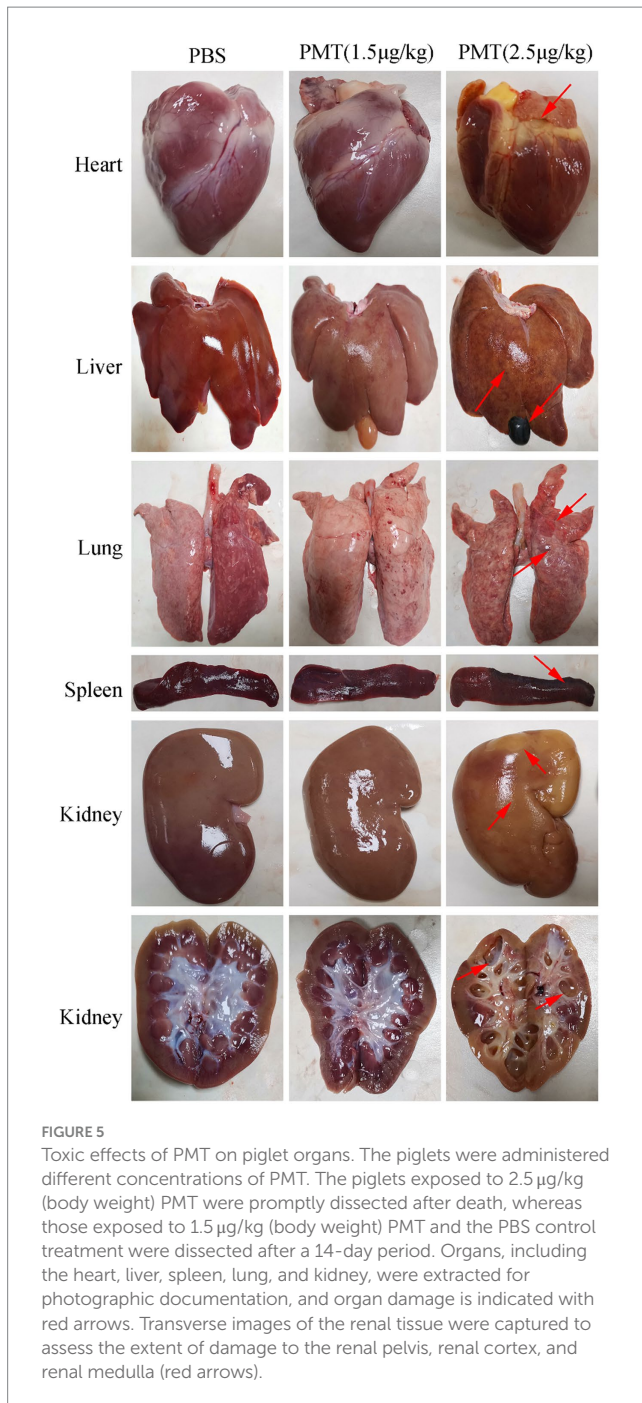 PBS PMT(1.5μg/kg) PMT(2.5μg/kg)
Heart
Liver
Lung
Spleen
Kidney
Kidney
FIGURE 5
Toxic effects of PMT on piglet organs. The piglets were administered
different concentrations of PMT. The piglets exposed to 2.5 μg/kg
(body weight) PMT were promptly dissected after death, whereas
those exposed to 1.5 μg/kg (body weight) PMT and the PBS control
treatment were dissected after a 14-day period. Organs, including
the heart, liver, spleen, lung, and kidney, were extracted for
photographic documentation, and organ damage is indicated with
red arrows. Transverse images of the renal tissue were captured to
assess the extent of damage to the renal pelvis, renal cortex, and
renal medulla (red arrows).